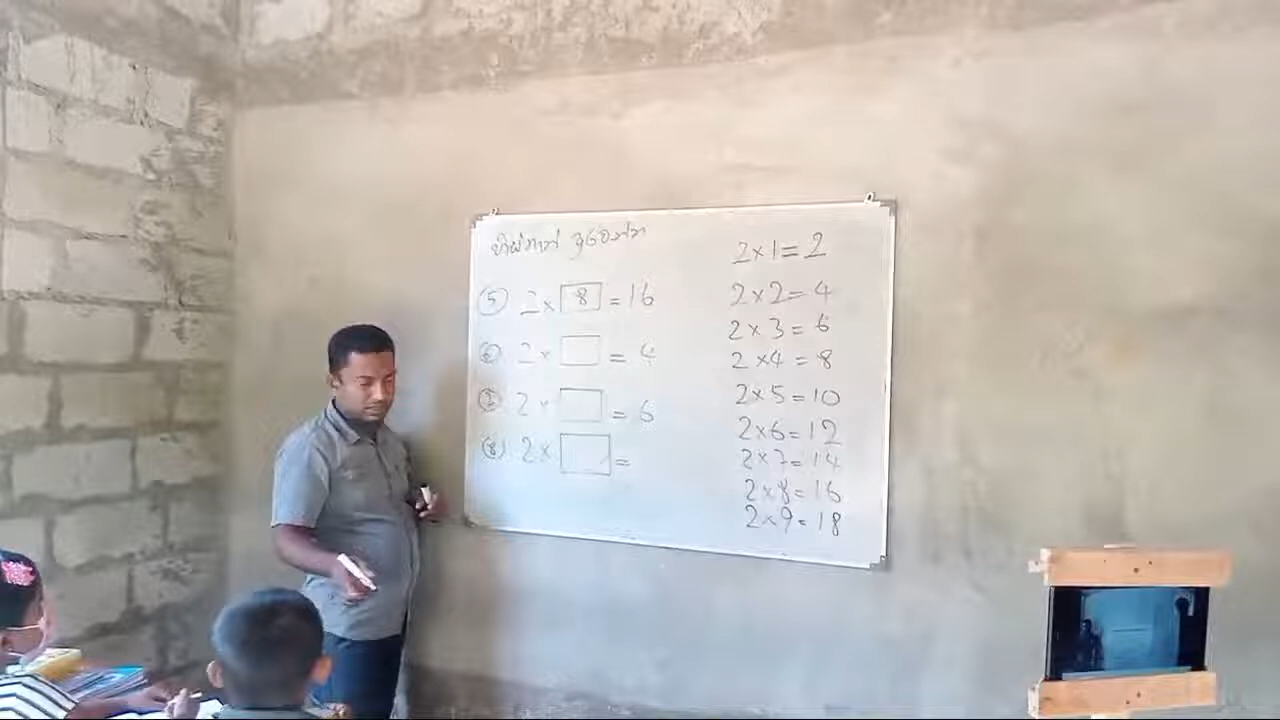 හිස්තැන් පුරවන්න
(5) 2 × 8 = 16
(6) 2 × = 4
(7) 2 × = 6
(8) 2 × =
2×1=2
2×2=4
2×3=6
2×4=8
2×5=10
2×6=12
2×7=14
2×8=16
2×9=18